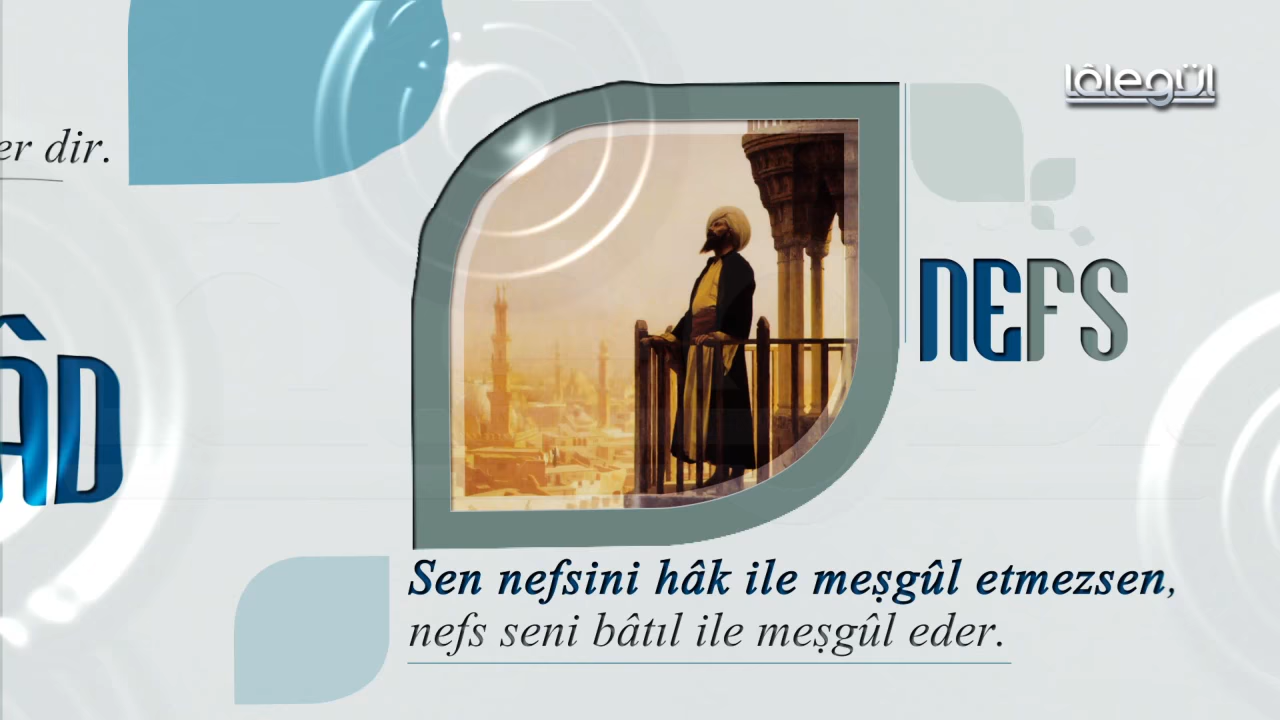 lâlegül
er dir.
NEFS
ÂD
Sen nefsini hâk ile meşgûl etmezsen,
nefs seni bâtıl ile meşgûl eder.